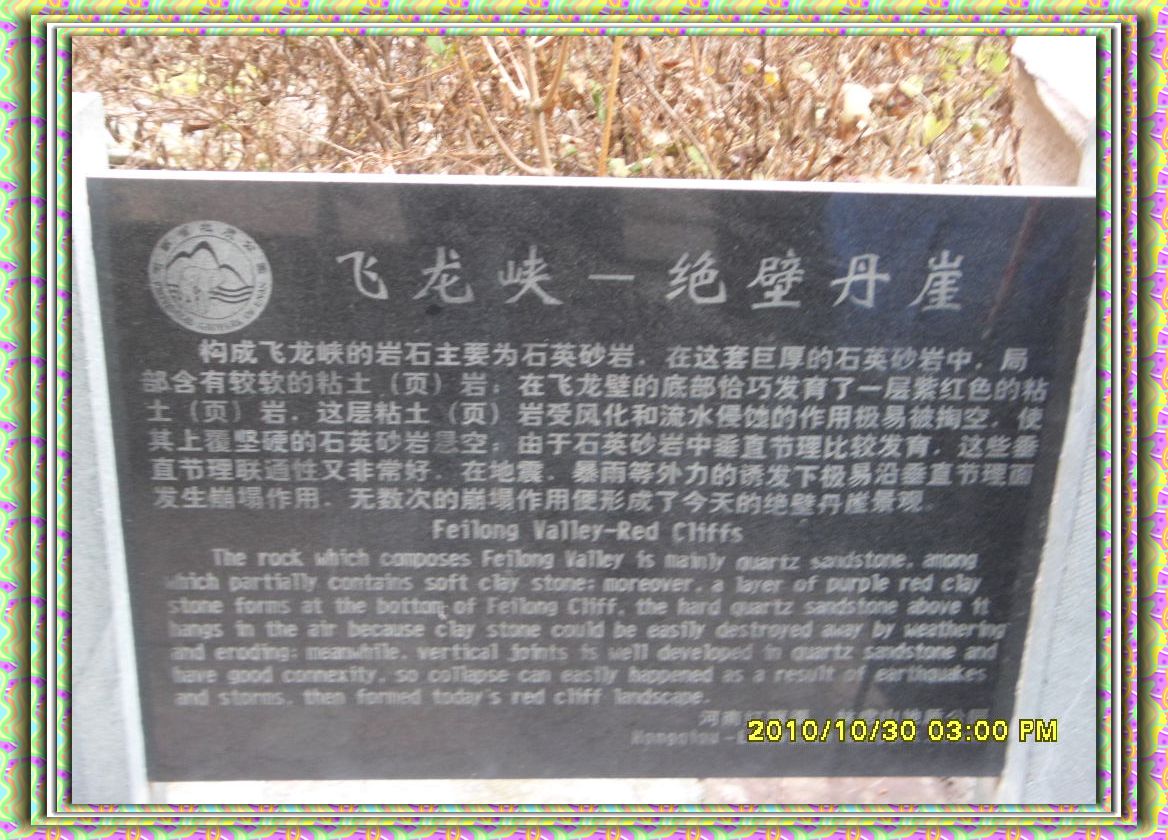 飞龙峡－绝壁丹崖
构成飞龙峡的岩石主要为石英砂岩．在这套巨厚的石英砂岩中．局
部含有较软的粘土（页）岩；在飞龙壁的底部恰巧发育了一层紫红色的粘
土（页）岩．这层粘土（页）岩受风化和流水侵蚀的作用极易被掏空．使
其上覆坚硬的石英砂岩悬空；由于石英砂岩中垂直节理比较发育．这些垂
直节理联通性又非常好．在地震．暴雨等外力的诱发下极易沿垂直节理面
发生崩塌作用．无数次的崩塌作用便形成了今天的绝壁丹崖景观。
Feilong Valley-Red Cliffs
The rock which composes Feilong Valley is mainly quartz sandstone, among
which partially contains soft clay stone; moreover, a layer of purple red clay
stone forms at the bottom of Feilong Cliff, the hard quartz sandstone above it
hangs in the air because clay stone could be easily destroyed away by weathering
and eroding; meanwhile, vertical joints is well developed in quartz sandstone and
have good connexity, so collapse can easily happened as a result of earthquakes
and storms, then formed today's red cliff landscape.
河南红旗渠
2010/10/30 03:00 PM